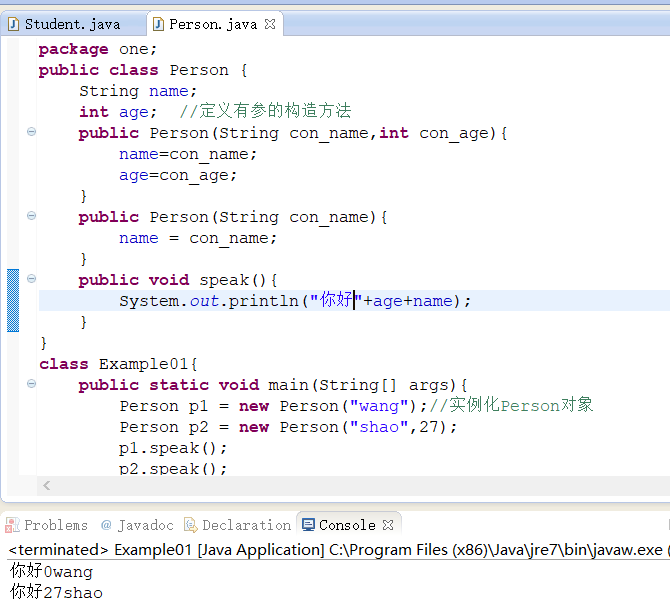 Student.java Person.java
package one;
public class Person {
String name;
int age; //定义有参的构造方法
public Person(String con_name,int con_age){
name=con_name;
age=con_age;
}
public Person(String con_name){
name = con_name;
}
public void speak(){
System.out.println("你好"+age+name);
}
}
class Example01{
public static void main(String[] args){
Person p1 = new Person("wang");//实例化Person对象
Person p2 = new Person("shao",27);
p1.speak();
p2.speak();
Problems @ Javadoc Declaration Console
<terminated> Example01 [Java Application] C:\Program Files (x86)\Java\jre7\bin\javaw.exe (
你好0wang
你好27shao